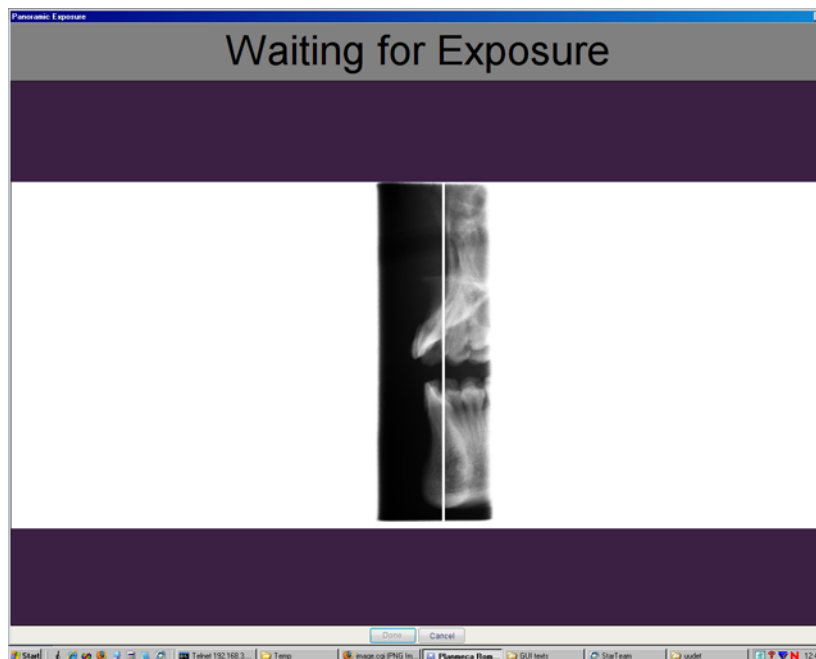 Panoramic Exposure
Waiting for Exposure
Done
Cancel
Start
Telnet 192.168.3...
Temp
image.cgi (PNG Im...
Planmeca Rom...
GUI texts
StarTeam
uudet